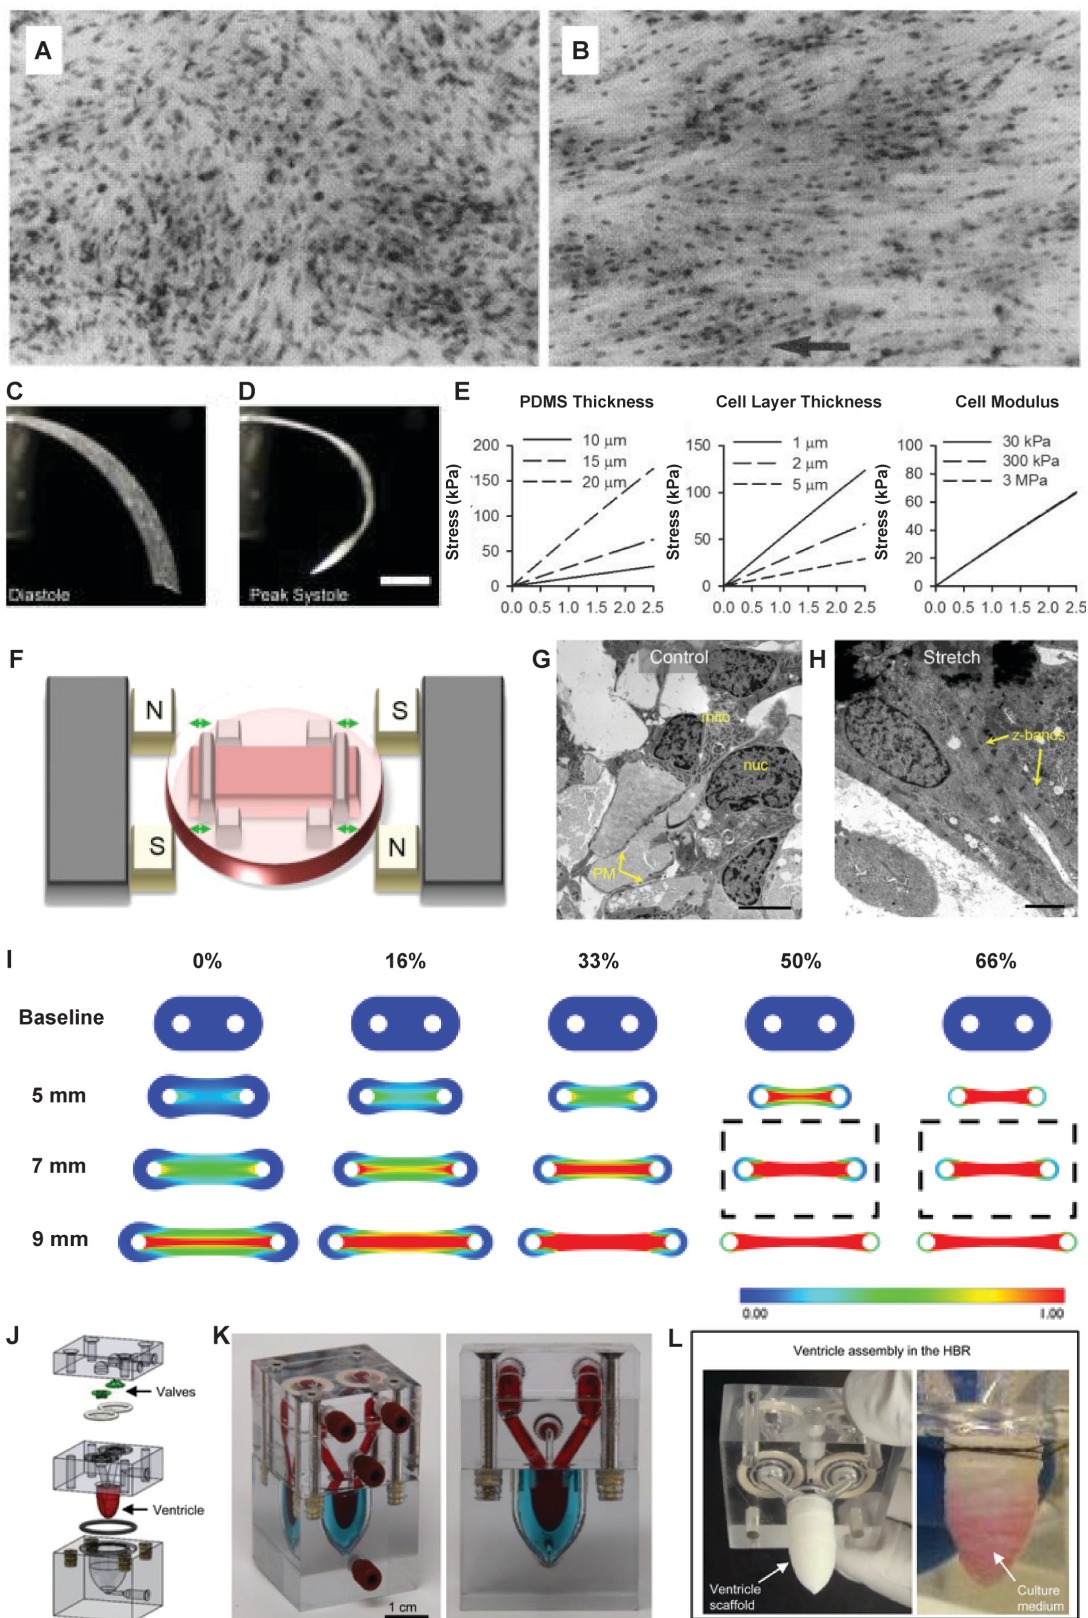 A
B
C
Diastole
D
Peak Systole
E
PDMS Thickness
Stress (kPa)
200
150
100
50
0
10 µm
15 µm
20 µm
0.0 0.5 1.0 1.5 2.0 2.5
Cell Layer Thickness
Stress (kPa)
150
100
50
0
1 µm
2 µm
5 µm
0.0 0.5 1.0 1.5 2.0 2.5
Cell Modulus
Stress (kPa)
100
80
60
40
20
0
30 kPa
300 kPa
3 MPa
0.0 0.5 1.0 1.5 2.0 2.5
F
N
S
S
N
G
Control
mito
nuc
PM
H
Stretch
z-bands
I
0% 16% 33% 50% 66%
Baseline
5 mm
7 mm
9 mm
0.00 1.00
J
Valves
Ventricle
K
1 cm
L
Ventricle assembly in the HBR
Ventricle
scaffold
Culture
medium